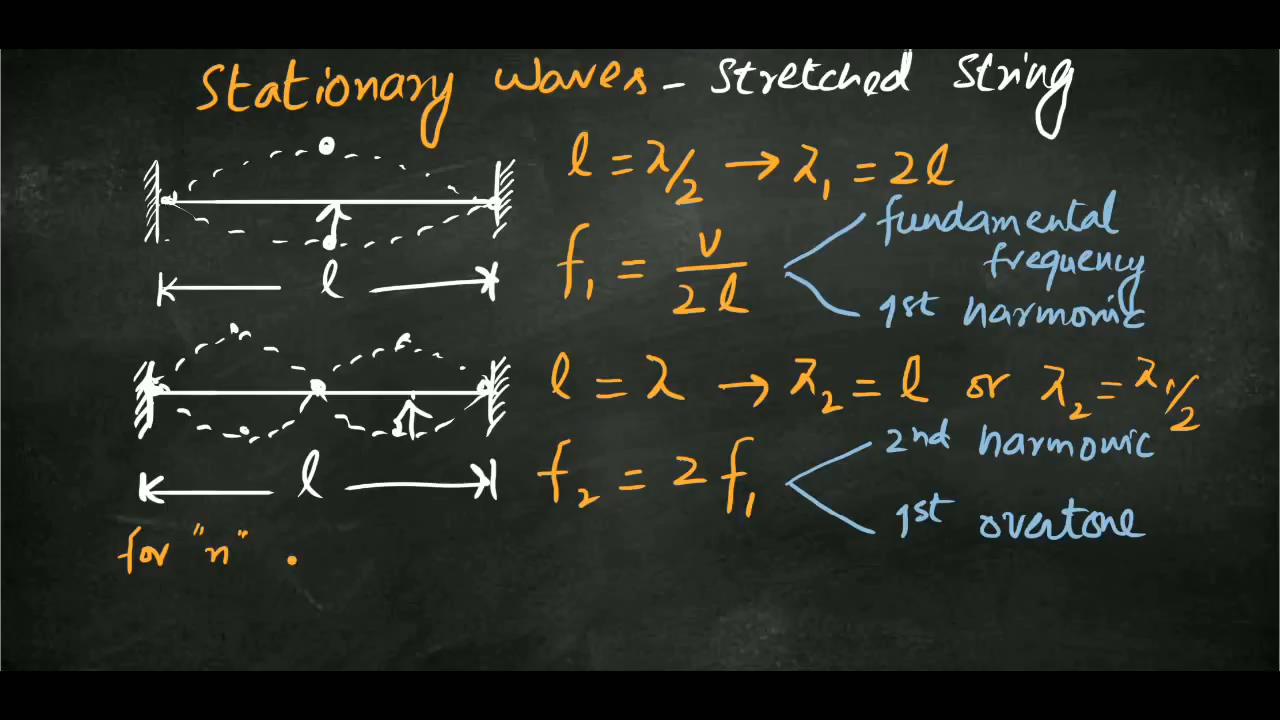 Stationary waves - Stretched String
l = λ/2 → λ₁ = 2l
f₁ = v/2l
fundamental
frequency
1st harmonic
l
l = λ → λ₂ = l or λ₂ = λ₁/2
f₂ = 2f₁
2nd harmonic
1st overtone
l
for "n" .